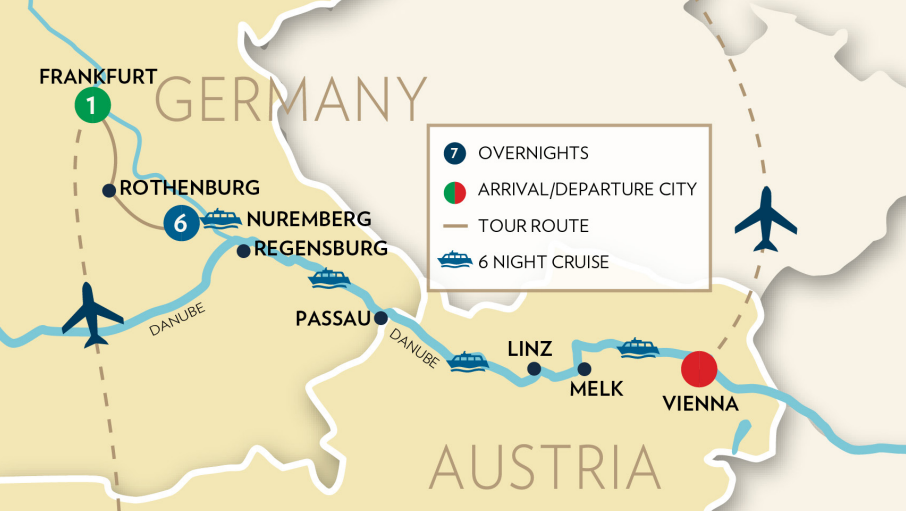 FRANKFURT
1
GERMANY
7 OVERNIGHTS
ARRIVAL/DEPARTURE CITY
TOUR ROUTE
6 NIGHT CRUISE
ROTHENBURG
6
NUREMBERG
REGENSBURG
DANUBE
PASSAU
DANUBE
LINZ
MELK
VIENNA
AUSTRIA